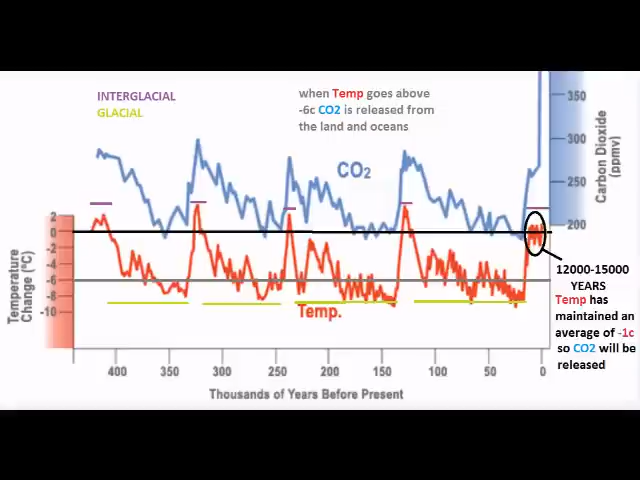 INTERGLACIAL
GLACIAL
when Temp goes above
-6c CO2 is released from
the land and oceans
CO2
350
300
250
200
Carbon Dioxide
(ppmv)
2
0
-2
-4
-6
-8
-10
Temperature
Change (°C)
Temp.
12000-15000
YEARS
Temp has
maintained an
average of -1c
so CO2 will be
released
400
350
300
250
200
150
100
50
0
Thousands of Years Before Present